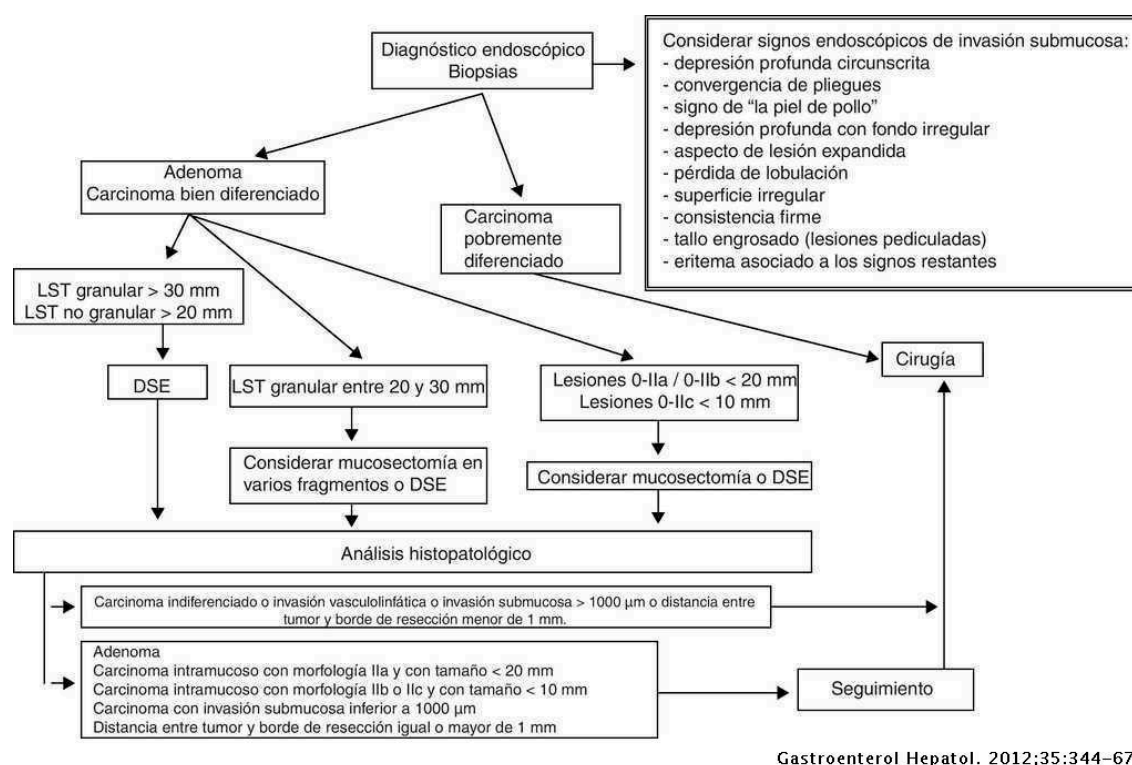 Diagnóstico endoscópico
Biopsias
Considerar signos endoscópicos de invasión submucosa:
- depresión profunda circunscrita
- convergencia de pliegues
- signo de “la piel de pollo”
- depresión profunda con fondo irregular
- aspecto de lesión expandida
- pérdida de lobulación
- superficie irregular
- consistencia firme
- tallo engrosado (lesiones pediculadas)
- eritema asociado a los signos restantes
Adenoma
Carcinoma bien diferenciado
Carcinoma
pobremente
diferenciado
LST granular > 30 mm
LST no granular > 20 mm
Cirugía
DSE
LST granular entre 20 y 30 mm
Lesiones 0-IIa / 0-IIb < 20 mm
Lesiones 0-IIc < 10 mm
Considerar mucosectomía en
varios fragmentos o DSE
Considerar mucosectomía o DSE
Análisis histopatológico
Carcinoma indiferenciado o invasión vasculolinfática o invasión submucosa > 1000 µm o distancia entre
tumor y borde de resección menor de 1 mm.
Adenoma
Carcinoma intramucoso con morfología IIa y con tamaño < 20 mm
Carcinoma intramucoso con morfología IIb o IIc y con tamaño < 10 mm
Carcinoma con invasión submucosa inferior a 1000 µm
Distancia entre tumor y borde de resección igual o mayor de 1 mm
Seguimiento
Gastroenterol Hepatol. 2012;35:344-67